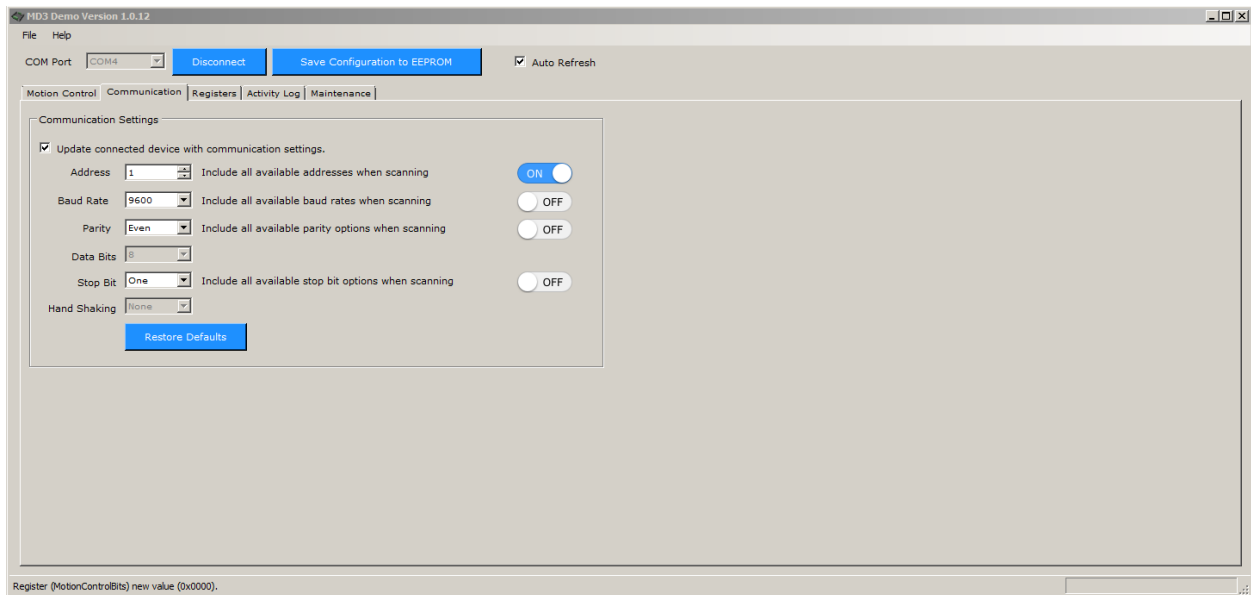 MD3 Demo Version 1.0.12
File Help
COM Port COM4 Disconnect Save Configuration to EEPROM Auto Refresh
Motion Control Communication Registers Activity Log Maintenance
Communication Settings
Update connected device with communication settings.
Address 1 Include all available addresses when scanning ON
Baud Rate 9600 Include all available baud rates when scanning OFF
Parity Even Include all available parity options when scanning OFF
Data Bits 8
Stop Bit One Include all available stop bit options when scanning OFF
Hand Shaking None
Restore Defaults
Register (MotionControlBits) new value (0x0000).